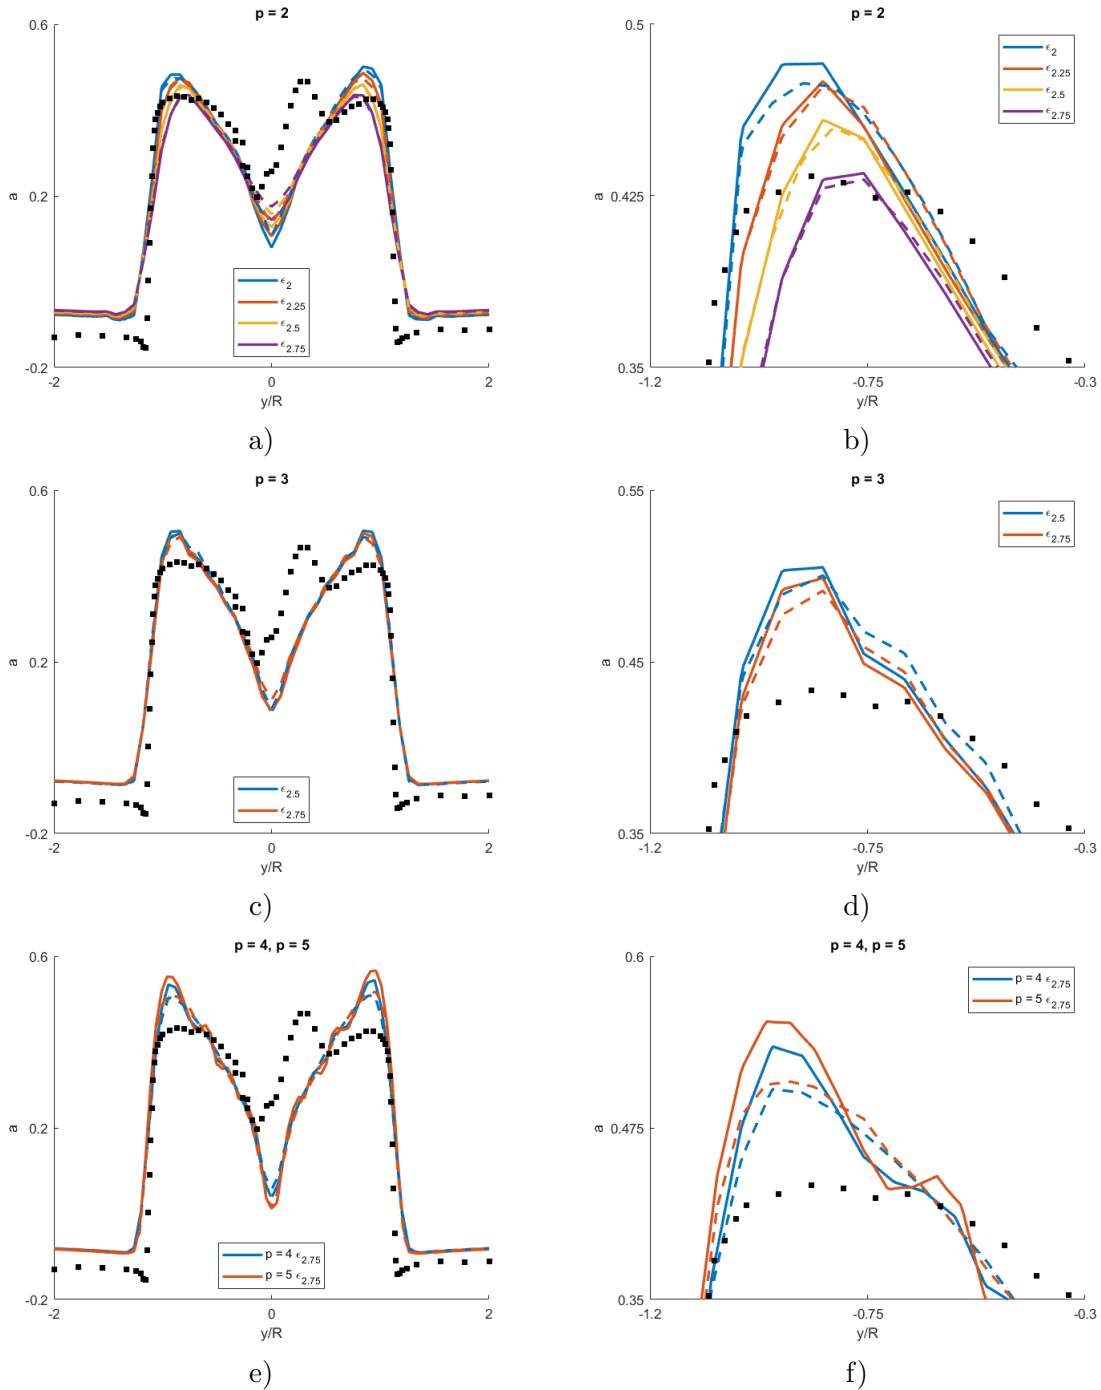 p = 2
0.6
0.2
-0.2
a
-2
0
2
y/R
ϵ2
ϵ2.25
ϵ2.5
ϵ2.75
a)
p = 2
0.5
0.425
0.35
a
-1.2
-0.75
-0.3
y/R
ϵ2
ϵ2.25
ϵ2.5
ϵ2.75
b)
p = 3
0.6
0.2
-0.2
a
-2
0
2
y/R
ϵ2.5
ϵ2.75
c)
p = 3
0.55
0.45
0.35
a
-1.2
-0.75
-0.3
y/R
ϵ2.5
ϵ2.75
d)
p = 4, p = 5
0.6
0.2
-0.2
a
-2
0
2
y/R
p = 4 ϵ2.75
p = 5 ϵ2.75
e)
p = 4, p = 5
0.6
0.475
0.35
a
-1.2
-0.75
-0.3
y/R
p = 4 ϵ2.75
p = 5 ϵ2.75
f)